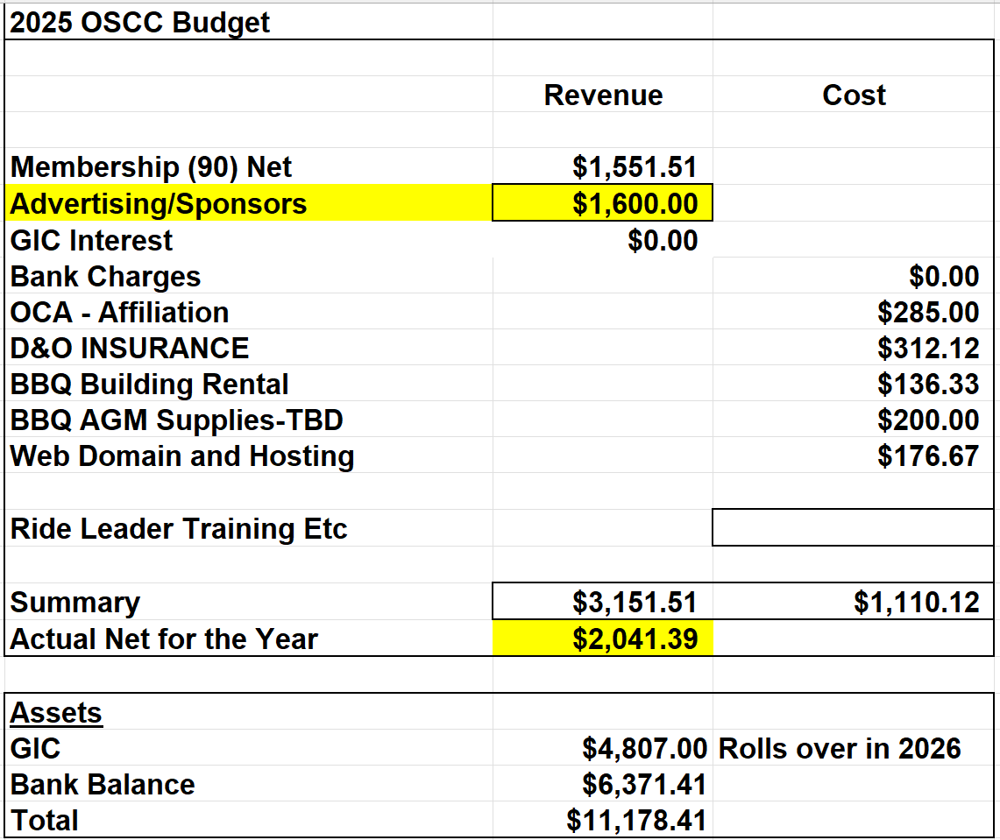 2025 OSCC Budget
Revenue Cost
Membership (90) Net $1,551.51
Advertising/Sponsors $1,600.00
GIC Interest $0.00
Bank Charges $0.00
OCA - Affiliation $285.00
D&O INSURANCE $312.12
BBQ Building Rental $136.33
BBQ AGM Supplies-TBD $200.00
Web Domain and Hosting $176.67
Ride Leader Training Etc
Summary $3,151.51 $1,110.12
Actual Net for the Year $2,041.39
Assets
GIC $4,807.00 Rolls over in 2026
Bank Balance $6,371.41
Total $11,178.41